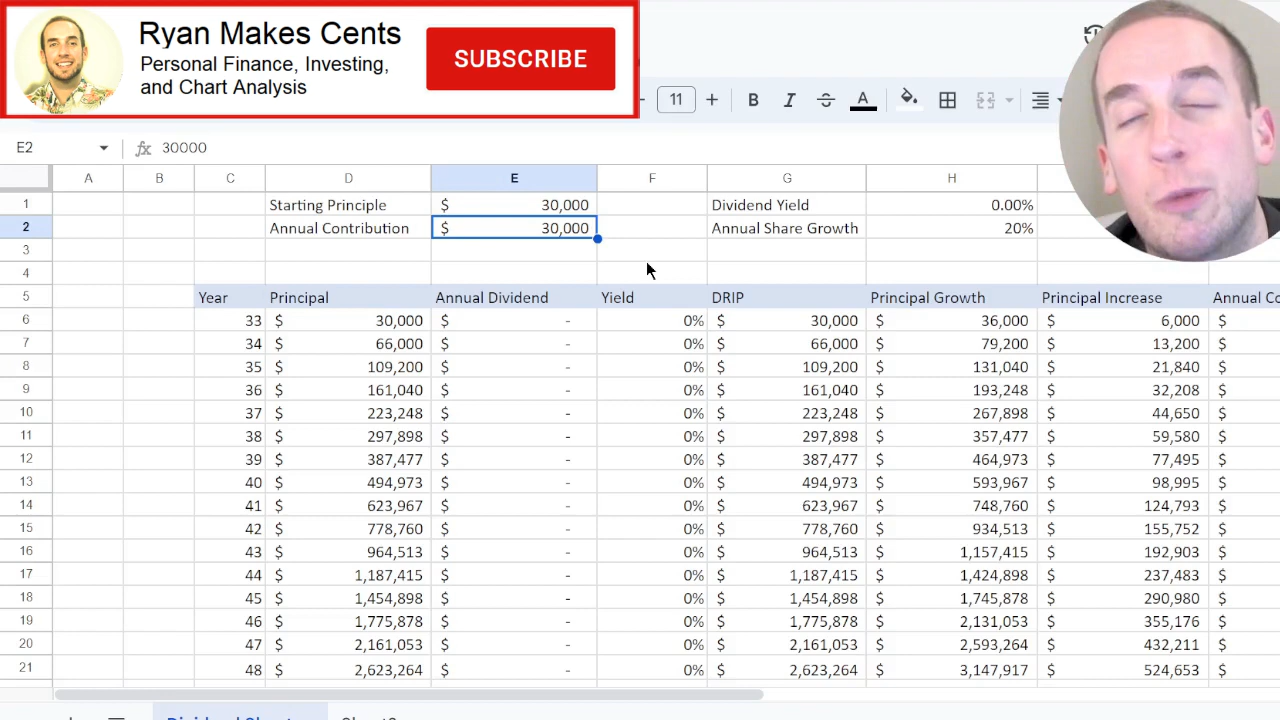 Ryan Makes Cents
Personal Finance, Investing,
and Chart Analysis
SUBSCRIBE
11 + B I S A
E2 fx 30000
A B C D E F G H
1 Starting Principle $ 30,000 Dividend Yield 0.00%
2 Annual Contribution $ 30,000 Annual Share Growth 20%
3
4
5 Year Principal Annual Dividend Yield DRIP Principal Growth Principal Increase Annual Co
6 33 $ 30,000 $ - 0% $ 30,000 $ 36,000 $ 6,000 $
7 34 $ 66,000 $ - 0% $ 66,000 $ 79,200 $ 13,200 $
8 35 $ 109,200 $ - 0% $ 109,200 $ 131,040 $ 21,840 $
9 36 $ 161,040 $ - 0% $ 161,040 $ 193,248 $ 32,208 $
10 37 $ 223,248 $ - 0% $ 223,248 $ 267,898 $ 44,650 $
11 38 $ 297,898 $ - 0% $ 297,898 $ 357,477 $ 59,580 $
12 39 $ 387,477 $ - 0% $ 387,477 $ 464,973 $ 77,495 $
13 40 $ 494,973 $ - 0% $ 494,973 $ 593,967 $ 98,995 $
14 41 $ 623,967 $ - 0% $ 623,967 $ 748,760 $ 124,793 $
15 42 $ 778,760 $ - 0% $ 778,760 $ 934,513 $ 155,752 $
16 43 $ 964,513 $ - 0% $ 964,513 $ 1,157,415 $ 192,903 $
17 44 $ 1,187,415 $ - 0% $ 1,187,415 $ 1,424,898 $ 237,483 $
18 45 $ 1,454,898 $ - 0% $ 1,454,898 $ 1,745,878 $ 290,980 $
19 46 $ 1,775,878 $ - 0% $ 1,775,878 $ 2,131,053 $ 355,176 $
20 47 $ 2,161,053 $ - 0% $ 2,161,053 $ 2,593,264 $ 432,211 $
21 48 $ 2,623,264 $ - 0% $ 2,623,264 $ 3,147,917 $ 524,653 $